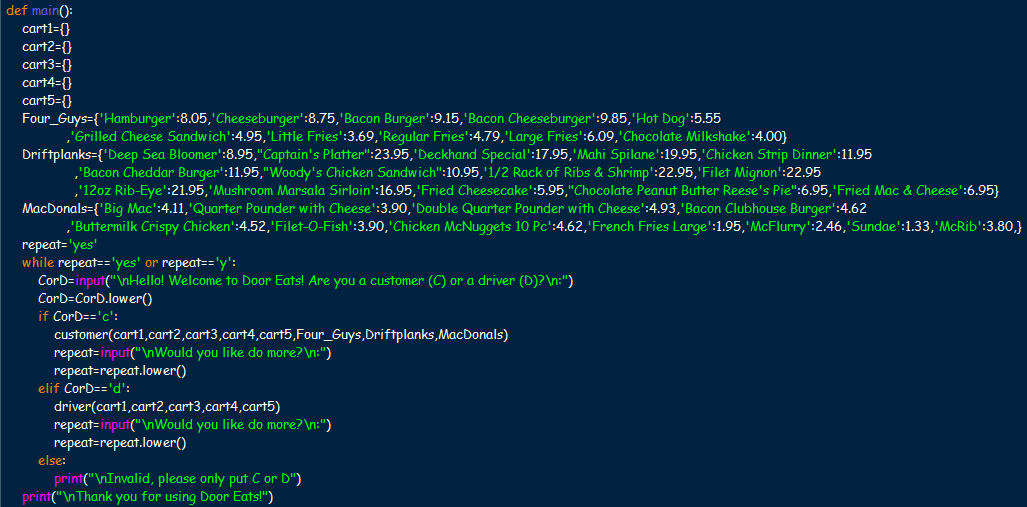 def main():
    cart1={}
    cart2={}
    cart3={}
    cart4={}
    cart5={}
    Four_Guys={'Hamburger':8.05,'Cheeseburger':8.75,'Bacon Burger':9.15,'Bacon Cheeseburger':9.85,'Hot Dog':5.55
               ,'Grilled Cheese Sandwich':4.95,'Little Fries':3.69,'Regular Fries':4.79,'Large Fries':6.09,'Chocolate Milkshake':4.00}
    Driftplanks={'Deep Sea Bloomer':8.95,"Captain's Platter":23.95,'Deckhand Special':17.95,'Mahi Spilane':19.95,'Chicken Strip Dinner':11.95
                 ,'Bacon Cheddar Burger':11.95,"Woody's Chicken Sandwich":10.95,'1/2 Rack of Ribs & Shrimp':22.95,'Filet Mignon':22.95
                 ,'12oz Rib-Eye':21.95,'Mushroom Marsala Sirloin':16.95,'Fried Cheesecake':5.95,"Chocolate Peanut Butter Reese's Pie":6.95,'Fried Mac & Cheese':6.95}
    MacDonals={'Big Mac':4.11,'Quarter Pounder with Cheese':3.90,'Double Quarter Pounder with Cheese':4.93,'Bacon Clubhouse Burger':4.62
               ,'Buttermilk Crispy Chicken':4.52,'Filet-O-Fish':3.90,'Chicken McNuggets 10 Pc':4.62,'French Fries Large':1.95,'McFlurry':2.46,'Sundae':1.33,'McRib':3.80,}
    repeat='yes'
    while repeat=='yes' or repeat=='y':
        CorD=input("\nHello! Welcome to Door Eats! Are you a customer (C) or a driver (D)?\n:")
        CorD=CorD.lower()
        if CorD=='c':
            customer(cart1,cart2,cart3,cart4,cart5,Four_Guys,Driftplanks,MacDonals)
            repeat=input("\nWould you like do more?\n:")
            repeat=repeat.lower()
        elif CorD=='d':
            driver(cart1,cart2,cart3,cart4,cart5)
            repeat=input("\nWould you like do more?\n:")
            repeat=repeat.lower()
        else:
            print("\nInvalid, please only put C or D")
    print("\nThank you for using Door Eats!")